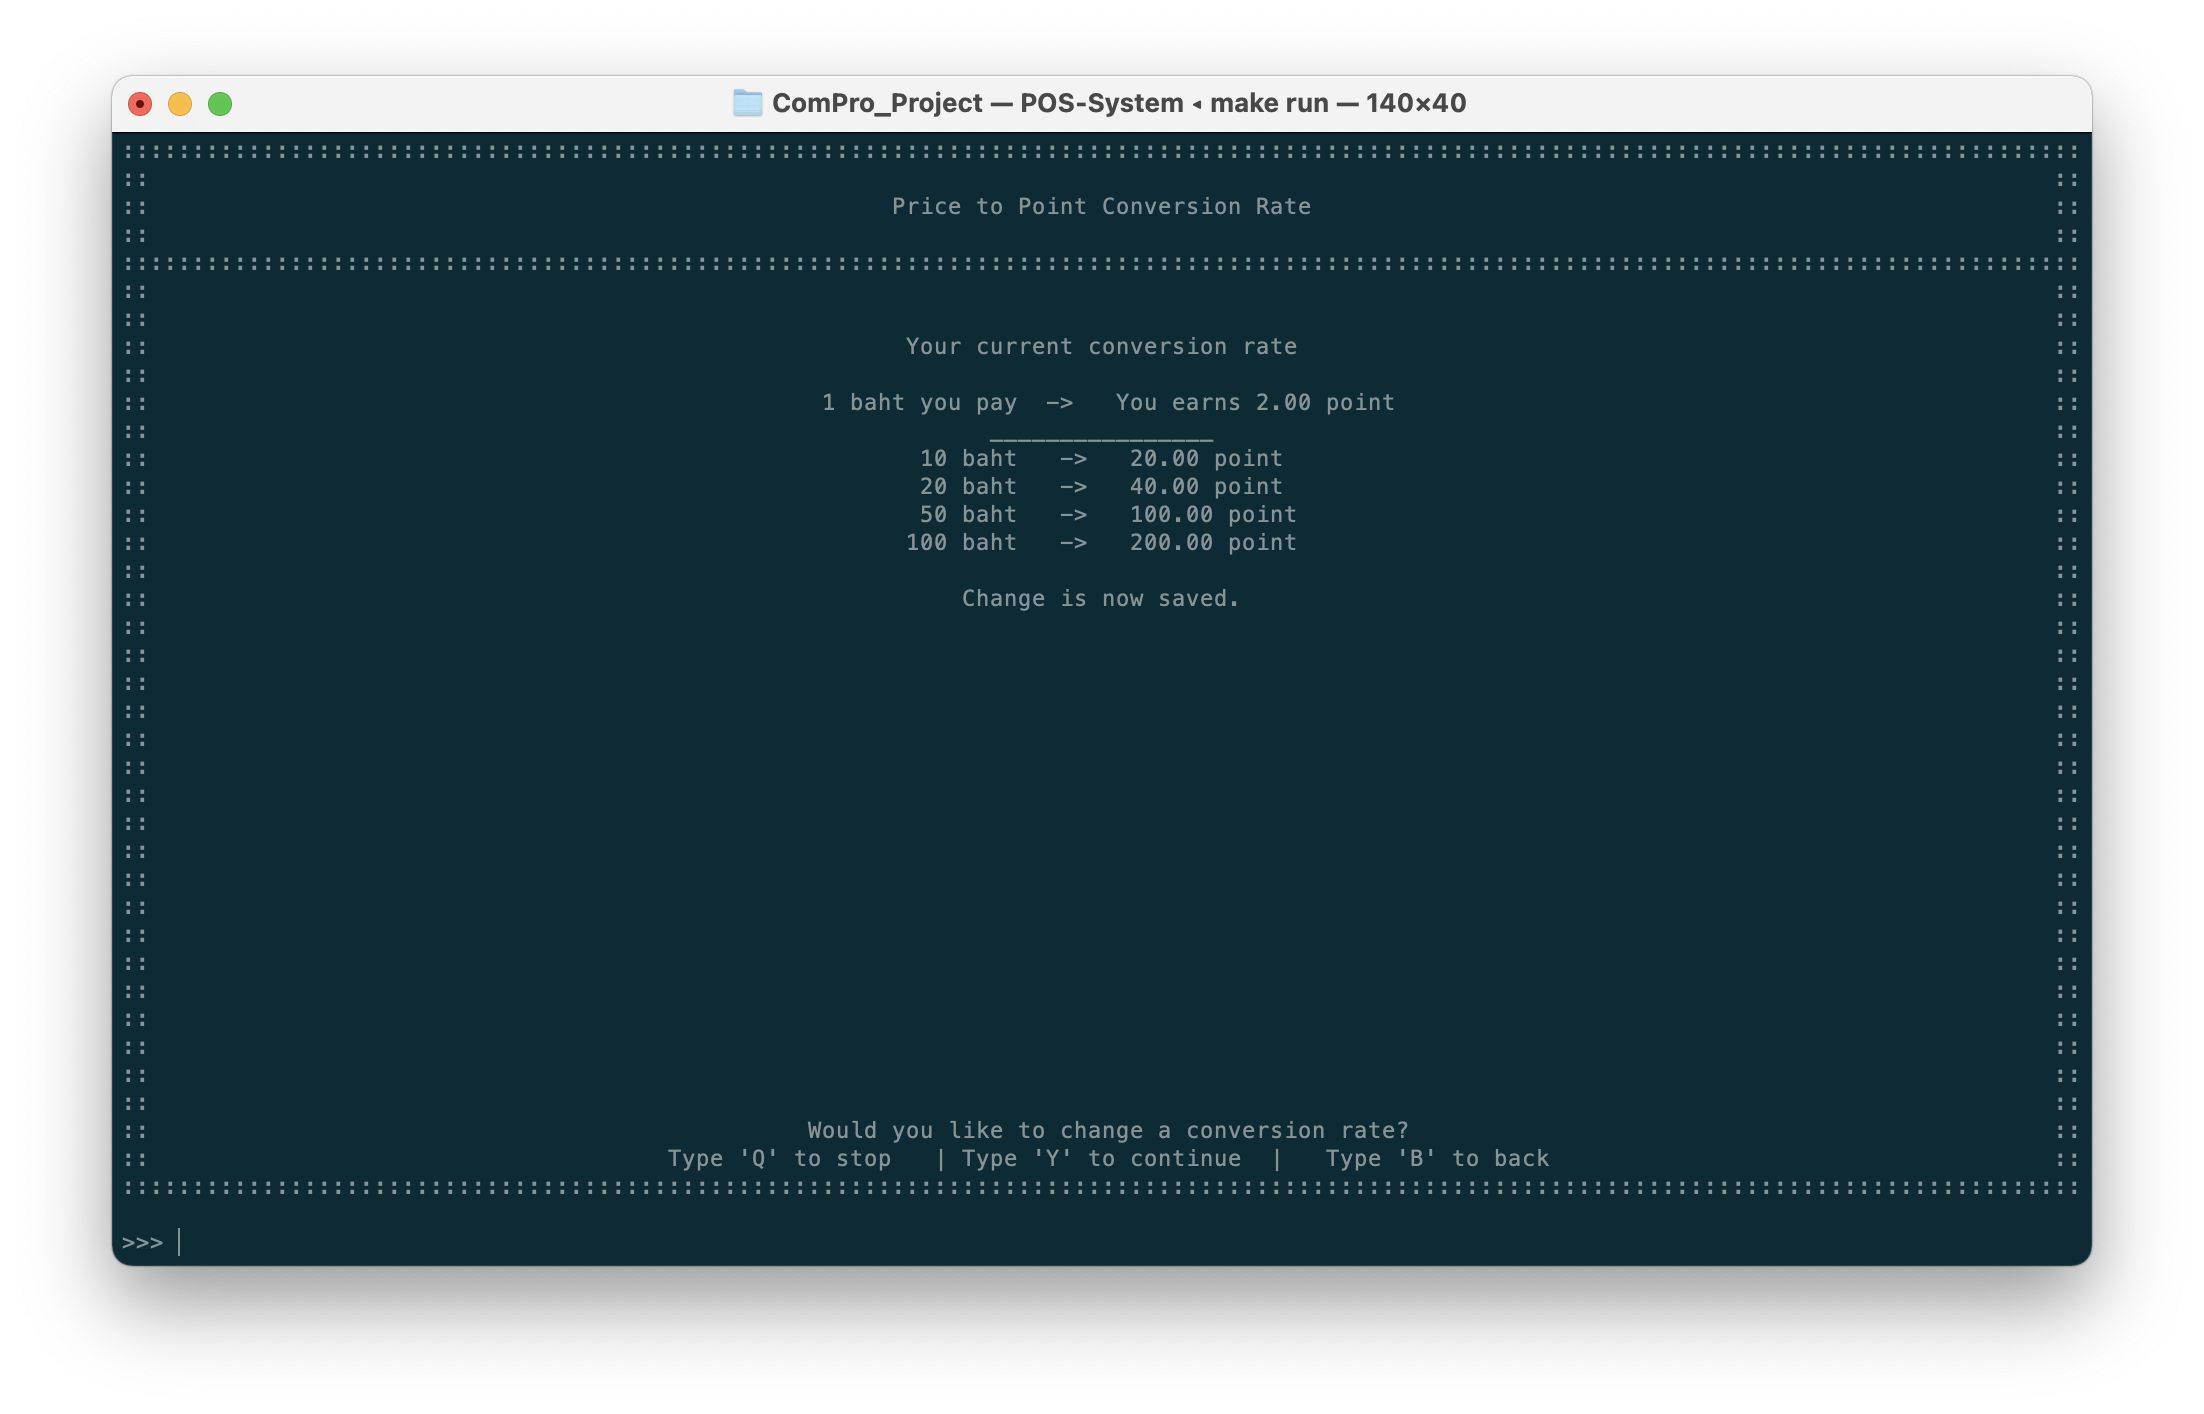 ComPro_Project — POS-System ◂ make run — 140×40
::::::::::::::::::::::::::::::::::::::::::::::::::::::::::::::::::::::::::::::::::::::::::::::::::::::::::::::::::::::::::::::::::::::::::::
Price to Point Conversion Rate
::::::::::::::::::::::::::::::::::::::::::::::::::::::::::::::::::::::::::::::::::::::::::::::::::::::::::::::::::::::::::::::::::::::::::::
Your current conversion rate
1 baht you pay  ->   You earns 2.00 point
________________
10 baht   ->   20.00 point
20 baht   ->   40.00 point
50 baht   ->   100.00 point
100 baht   ->   200.00 point
Change is now saved.
Would you like to change a conversion rate?
Type 'Q' to stop   | Type 'Y' to continue  |   Type 'B' to back
::::::::::::::::::::::::::::::::::::::::::::::::::::::::::::::::::::::::::::::::::::::::::::::::::::::::::::::::::::::::::::::::::::::::::::
>>>